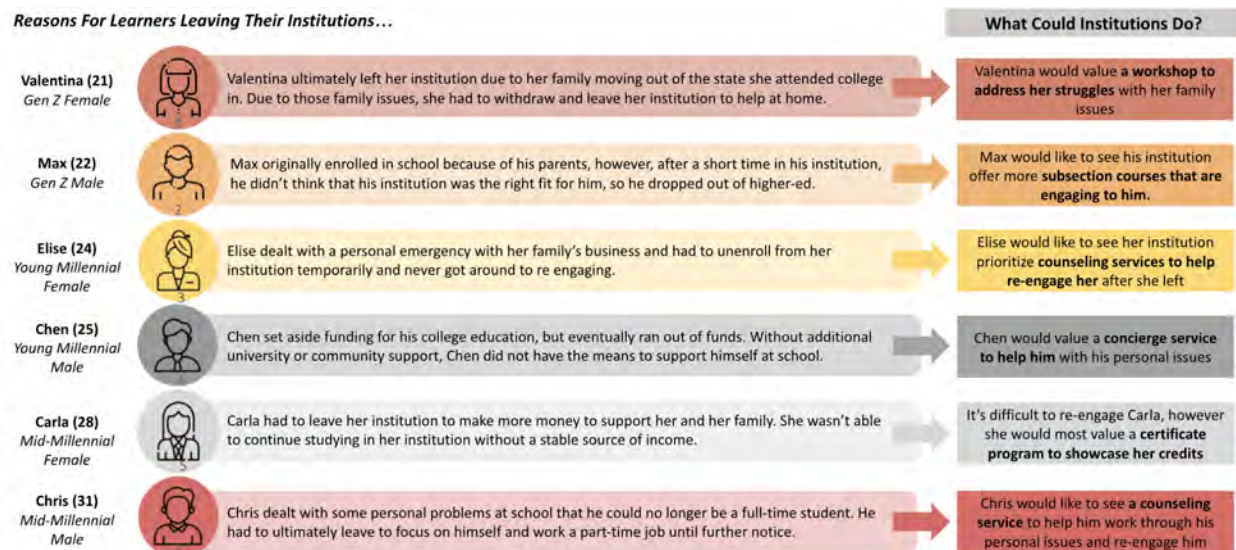 Reasons For Learners Leaving Their Institutions...
What Could Institutions Do?
Valentina (21)
Gen Z Female
1
Valentina ultimately left her institution due to her family moving out of the state she attended college
in. Due to those family issues, she had to withdraw and leave her institution to help at home.
Valentina would value a workshop to
address her struggles with her family
issues
Max (22)
Gen Z Male
2
Max originally enrolled in school because of his parents, however, after a short time in his institution,
he didn't think that his institution was the right fit for him, so he dropped out of higher-ed.
Max would like to see his institution
offer more subsection courses that are
engaging to him.
Elise (24)
Young Millennial
Female
3
Elise dealt with a personal emergency with her family's business and had to unenroll from her
institution temporarily and never got around to re engaging.
Elise would like to see her institution
prioritize counseling services to help
re-engage her after she left
Chen (25)
Young Millennial
Male
Chen set aside funding for his college education, but eventually ran out of funds. Without additional
university or community support, Chen did not have the means to support himself at school.
Chen would value a concierge service
to help him with his personal issues
Carla (28)
Mid-Millennial
Female
5
Carla had to leave her institution to make more money to support her and her family. She wasn't able
to continue studying in her institution without a stable source of income.
It's difficult to re-engage Carla, however
she would most value a certificate
program to showcase her credits
Chris (31)
Mid-Millennial
Male
Chris dealt with some personal problems at school that he could no longer be a full-time student. He
had to ultimately leave to focus on himself and work a part-time job until further notice.
Chris would like to see a counseling
service to help him work through his
personal issues and re-engage him